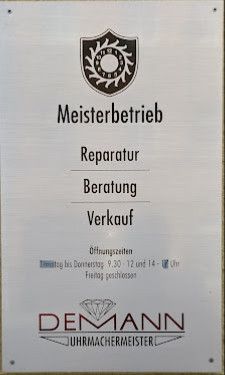 Meisterbetrieb
Reparatur
Beratung
Verkauf
Öffnungszeiten
bis Donnerstag 9.30 - 12 und 14 - Uhr
Freitag geschlossen
DEMANN
UHRMACHERMEISTER